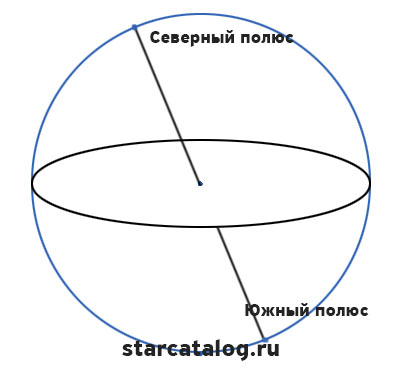 Северный полюс
Южный полюс
starcatalog.ru